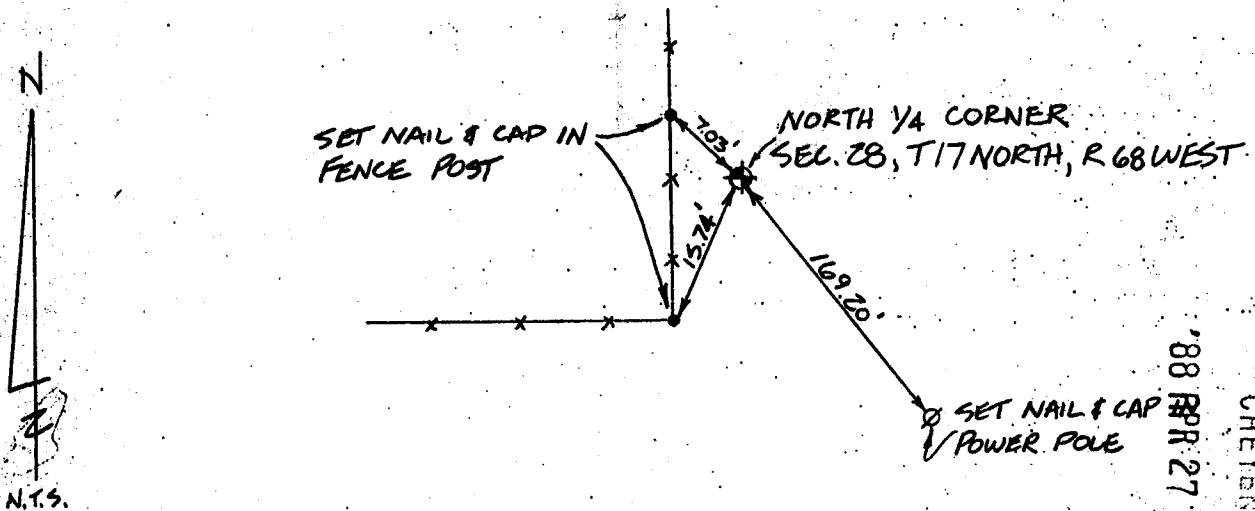 N
SET NAIL & CAP IN
FENCE POST
7.03'
NORTH 1/4 CORNER
SEC. 28, T17 NORTH, R 68 WEST
15.74'
169.20'
SET NAIL & CAP
POWER POLE
'88 APR 27
N.T.S.